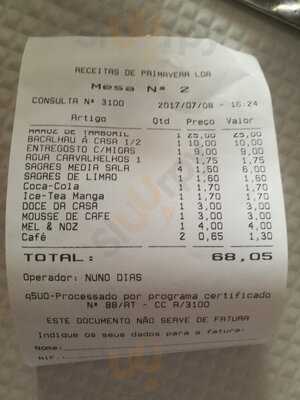 RECEITAS DE PRIMAVERA LDA
Mesa Nº 2
CONSULTA Nº 3100 2017/07/08 - 16:24
Artigo Qtd Preço Valor
ARROZ DE TAMBORIL 1 25,00 25,00
BACALHAU À CASA 1/2 1 10,00 10,00
ENTREGOSTO C/MIGAS 1 9,00 9,00
AGUA CARVALHELHOS 1 1 1,75 1,75
SAGRES MEDIA SALA 4 1,50 6,00
SAGRES DE LIMÃO 1 1,60 1,60
Coca-Cola 1 1,70 1,70
Ice-Tea Manga 1 1,70 1,70
DOCE DA CASA 1 3,00 3,00
MOUSSE DE CAFE 1 3,00 3,00
MEL & NOZ 1 4,00 4,00
Café 2 0,65 1,30
TOTAL: 68,05
Operador: NUNO DIAS
q5UO-Processado por programa certificado
Nº 88/AT - CC A/3100
ESTE DOCUMENTO NÃO SERVE DE FATURA
Indique os seus dados para a fatura:
Nome:
Nif: